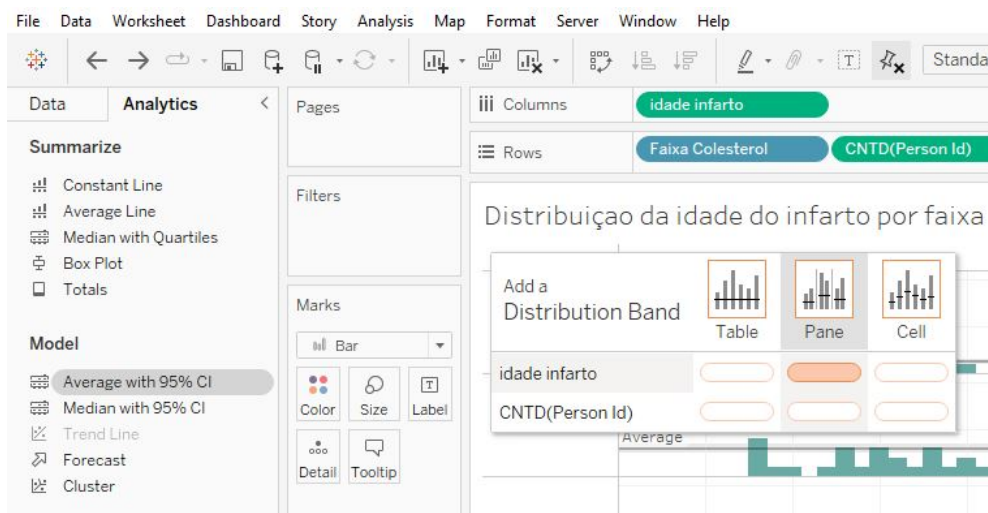 File Data Worksheet Dashboard Story Analysis Map Format Server Window Help
T Standa
Data Analytics <
Summarize
Constant Line
Average Line
Median with Quartiles
Box Plot
Totals
Model
Average with 95% CI
Median with 95% CI
Trend Line
Forecast
Cluster
Pages
Filters
Marks
Bar
T
Color Size Label
Detail Tooltip
Columns idade infarto
Rows Faixa Colesterol CNTD(Person Id)
Distribuiçao da idade do infarto por faixa
Add a
Distribution Band
Table Pane Cell
idade infarto
CNTD(Person Id)
Average